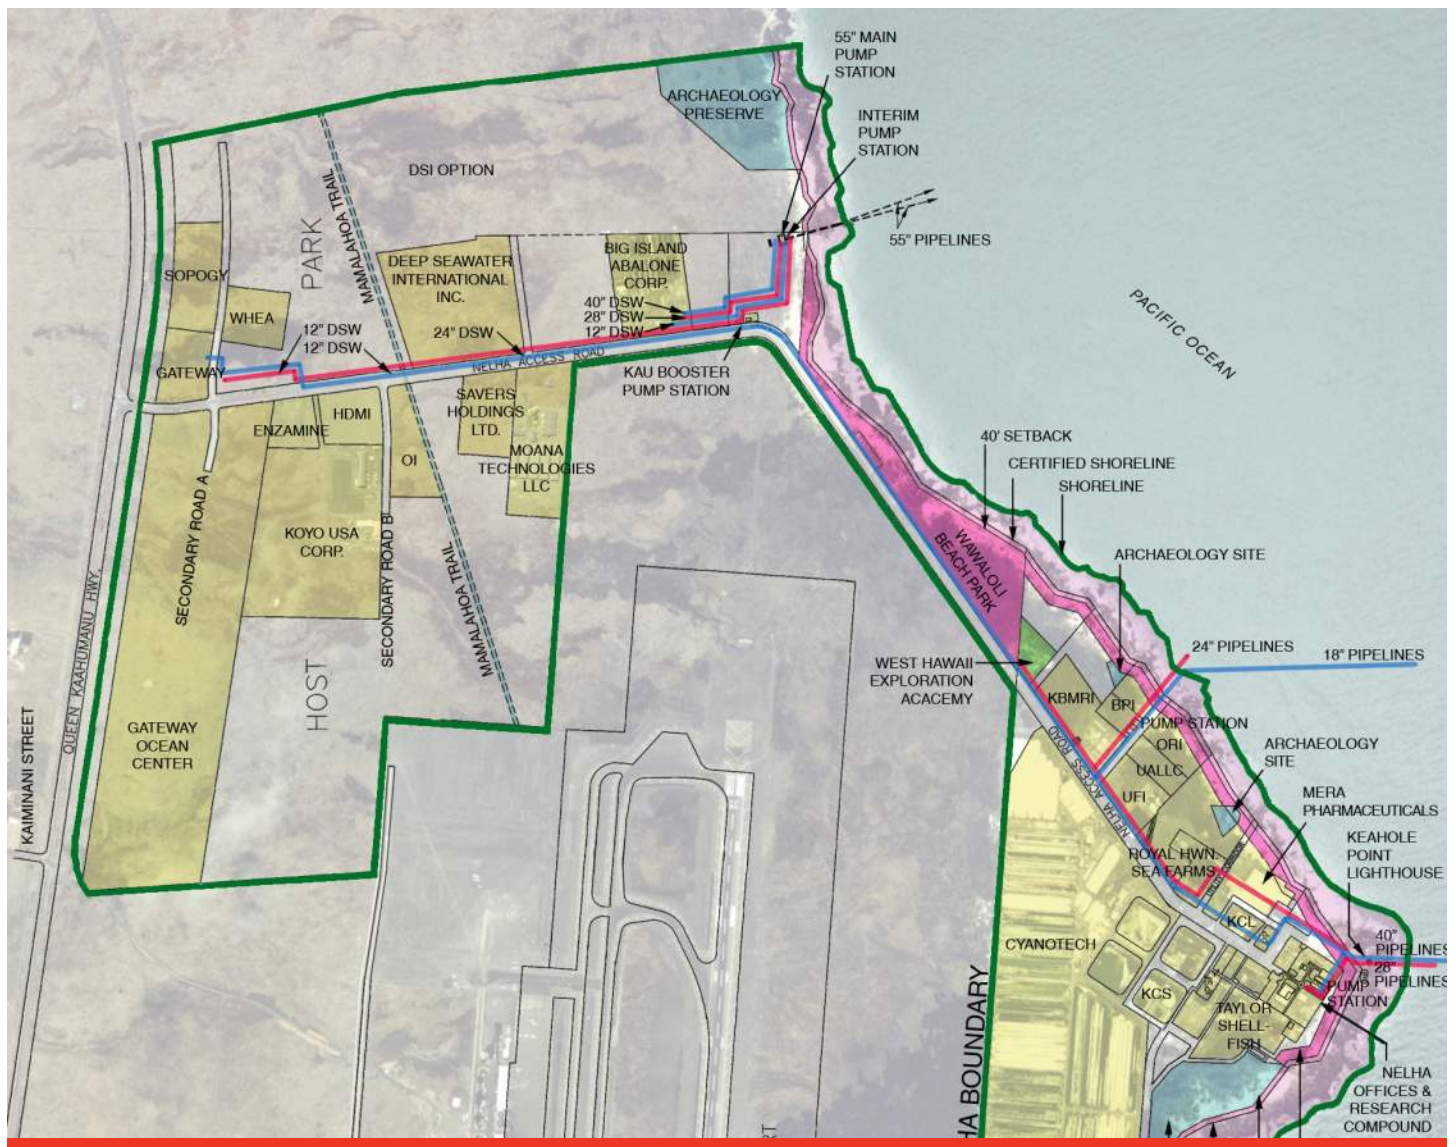 55" MAIN
PUMP
STATION
ARCHAEOLOGY
PRESERVE
INTERIM
PUMP
STATION
DSI OPTION
MAMALAHOA TRAIL
PARK
55" PIPELINES
SOPOGY
DEEP SEAWATER
INTERNATIONAL
INC.
BIG ISLAND
ABALONE
CORP.
WHEA
40" DSW
28" DSW
12" DSW
12" DSW
12" DSW
24" DSW
PACIFIC OCEAN
GATEWAY
NELHA ACCESS ROAD
KAU BOOSTER
PUMP STATION
ENZAMINE
HDMI
SAVERS
HOLDINGS
LTD.
OI
MOANA
TECHNOLOGIES
LLC
40' SETBACK
CERTIFIED SHORELINE
SHORELINE
SECONDARY ROAD A
KOYO USA
CORP.
SECONDARY ROAD B
MAMALAHOA TRAIL
WAWALOLI
BEACH PARK
ARCHAEOLOGY SITE
QUEEN KAAHUMANU HWY.
KAIMINANI STREET
HOST
GATEWAY
OCEAN
CENTER
24" PIPELINES
18" PIPELINES
WEST HAWAII
EXPLORATION
ACACEMY
KBMRI
BPI
PUMP STATION
ORI
UALLC
UFI
NELHA ACCESS ROAD
ARCHAEOLOGY
SITE
MERA
PHARMACEUTICALS
KEAHOLE
POINT
LIGHTHOUSE
ROYAL HWN.
SEA FARMS
KCL
CYANOTECH
KCS
40"
PIPELINES
28"
PIPELINES
PUMP
STATION
TAYLOR
SHELL-
FISH
HA BOUNDARY
NELHA
OFFICES &
RESEARCH
COMPOUND
RT